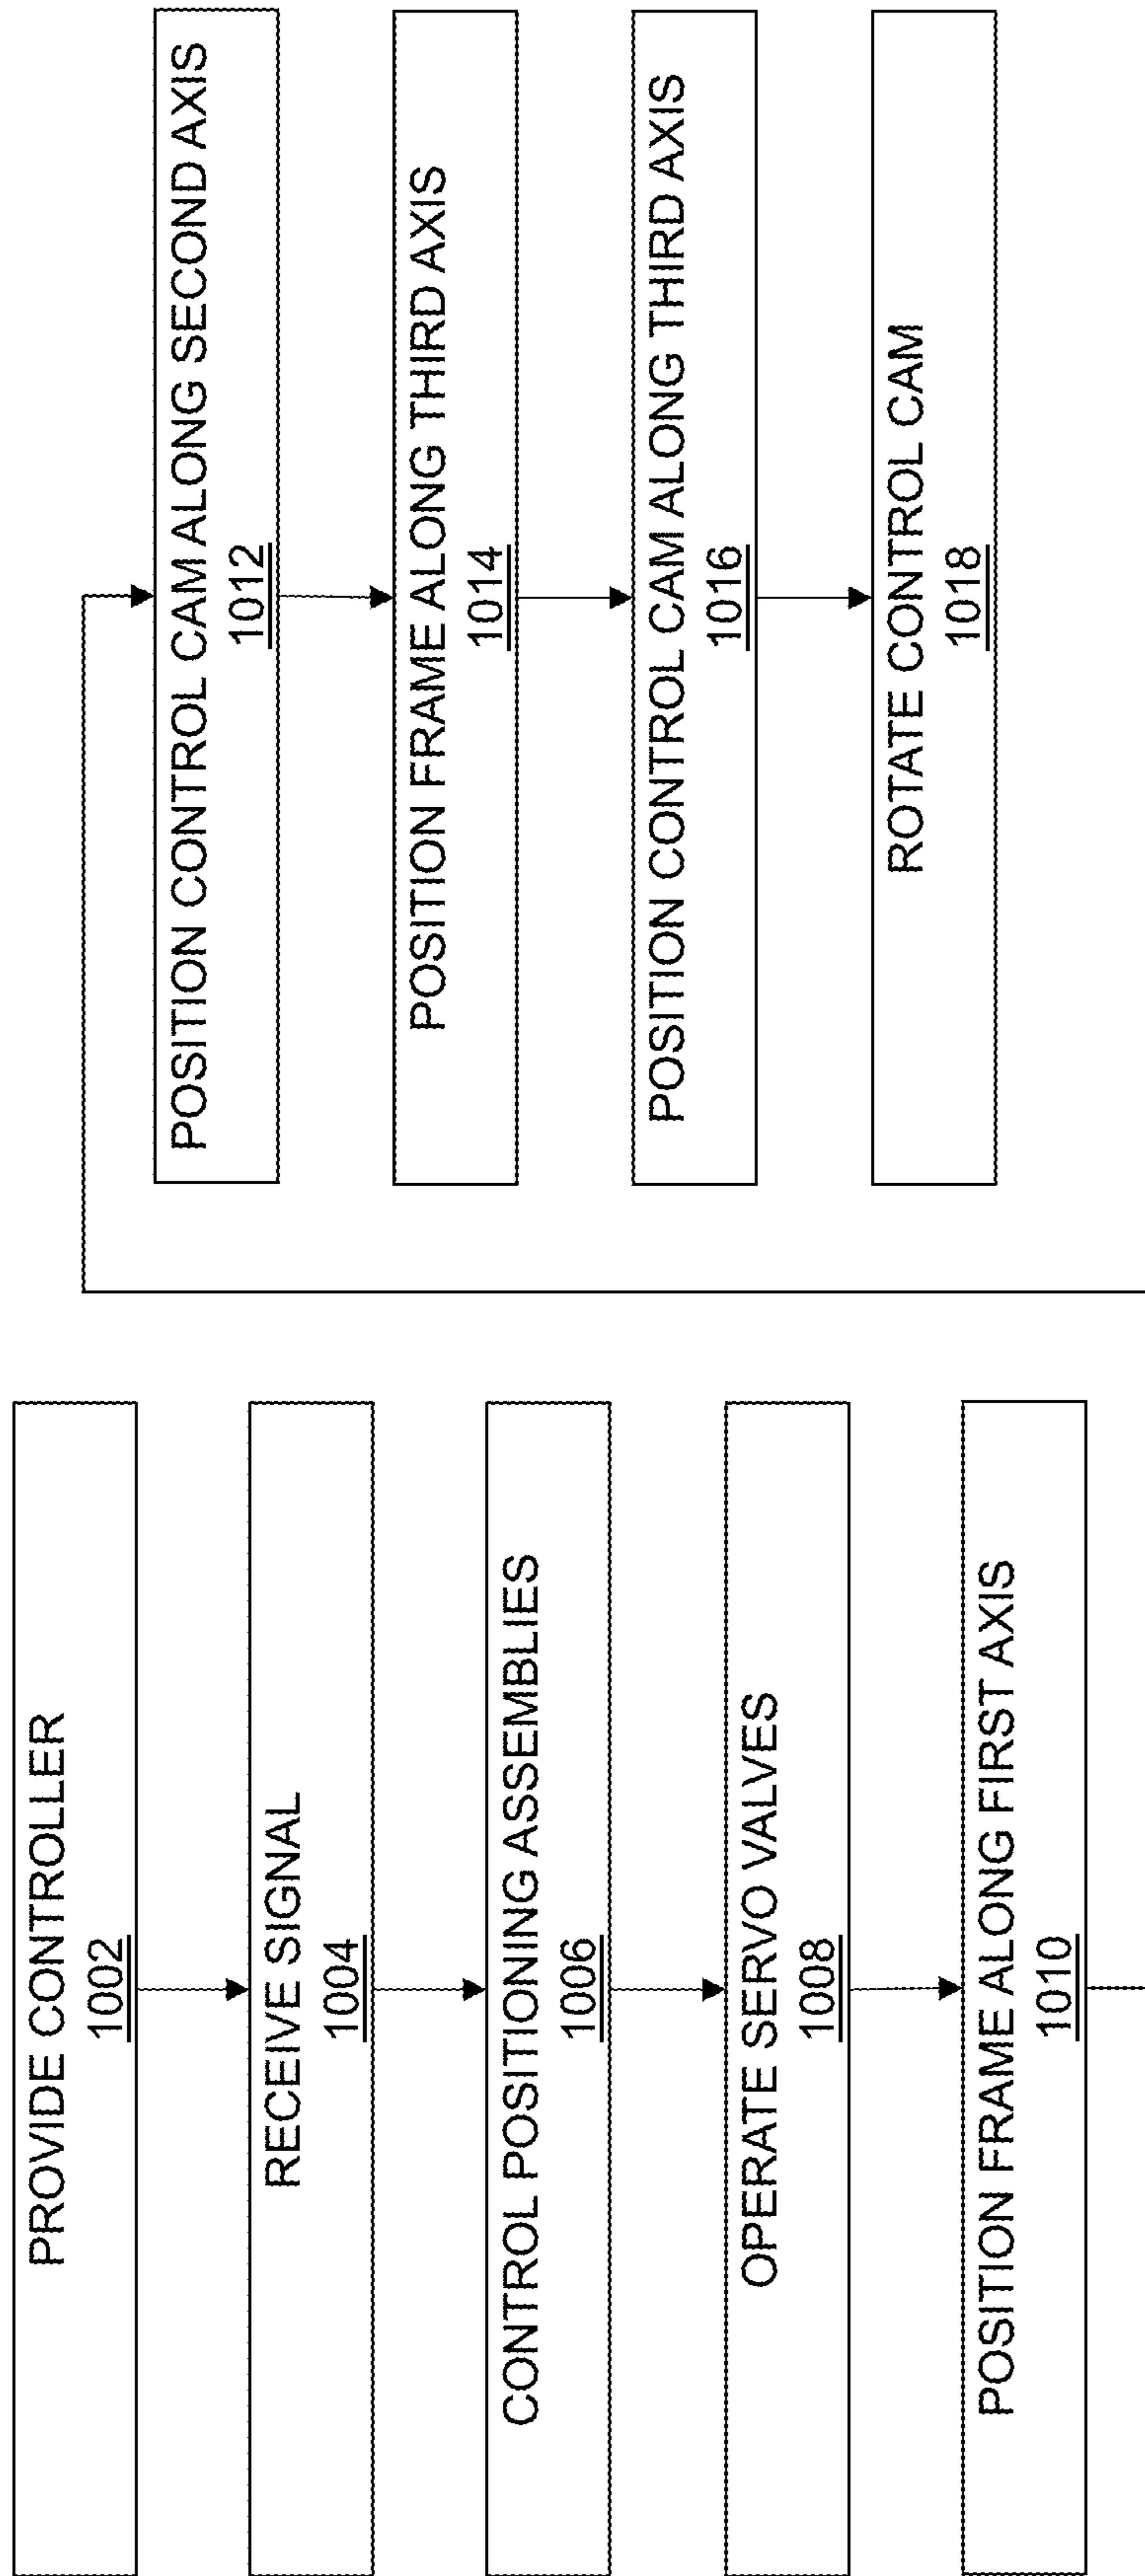 PROVIDE CONTROLLER
1002
RECEIVE SIGNAL
1004
CONTROL POSITIONING ASSEMBLIES
1006
OPERATE SERVO VALVES
1008
POSITION FRAME ALONG FIRST AXIS
1010
POSITION CONTROL CAM ALONG SECOND AXIS
1012
POSITION FRAME ALONG THIRD AXIS
1014
POSITION CONTROL CAM ALONG THIRD AXIS
1016
ROTATE CONTROL CAM
1018